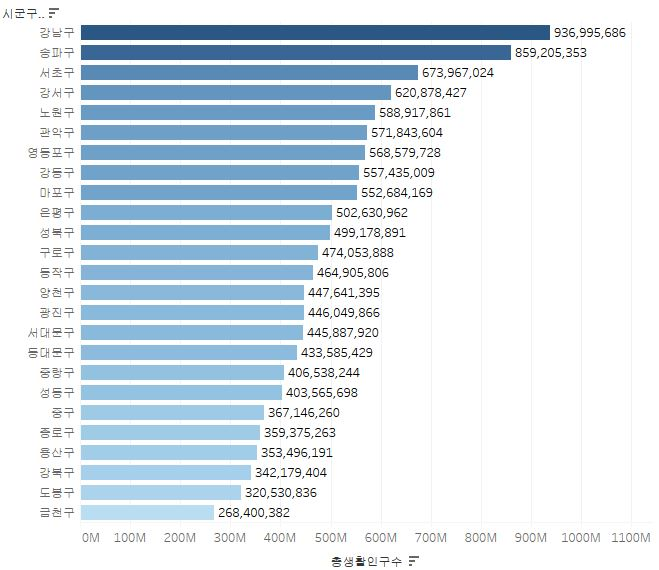 시군구..
강남구 936,995,686
송파구 859,205,353
서초구 673,967,024
강서구 620,878,427
노원구 588,917,861
관악구 571,843,604
영등포구 568,579,728
강동구 557,435,009
마포구 552,684,169
은평구 502,630,962
성북구 499,178,891
구로구 474,053,888
동작구 464,905,806
양천구 447,641,395
광진구 446,049,866
서대문구 445,887,920
동대문구 433,585,429
중랑구 406,538,244
성동구 403,565,698
중구 367,146,260
종로구 359,375,263
용산구 353,496,191
강북구 342,179,404
도봉구 320,530,836
금천구 268,400,382
0M 100M 200M 300M 400M 500M 600M 700M 800M 900M 1000M 1100M
총생활인구수